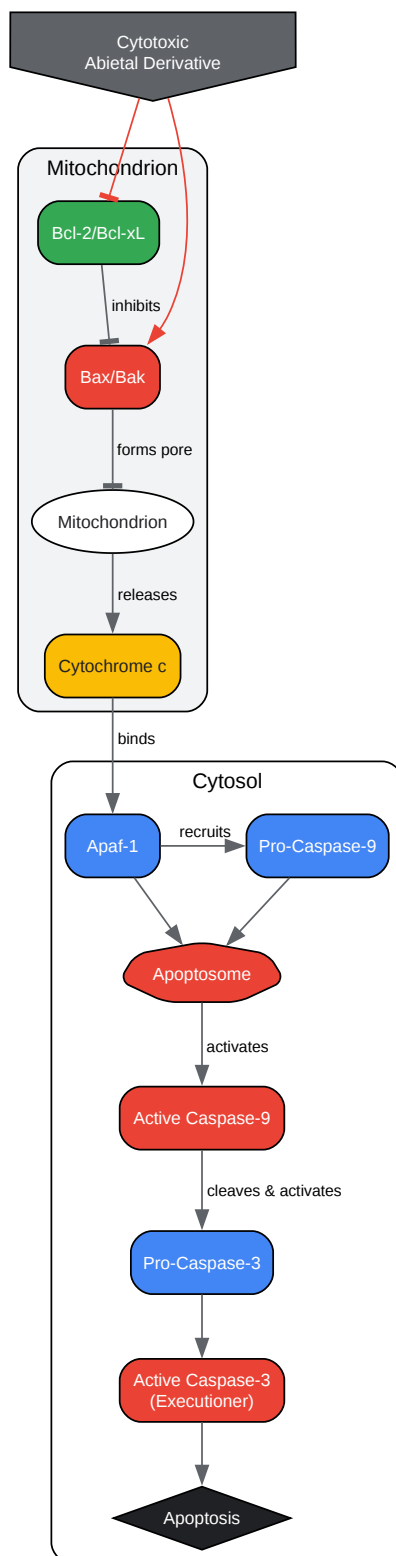 Cytotoxic
Abietal Derivative
Mitochondrion
Bcl-2/Bcl-xL
inhibits
Bax/Bak
forms pore
Mitochondrion
releases
Cytochrome c
binds
Cytosol
Apaf-1
recruits
Pro-Caspase-9
Apoptosome
activates
Active Caspase-9
cleaves & activates
Pro-Caspase-3
Active Caspase-3
(Executioner)
Apoptosis